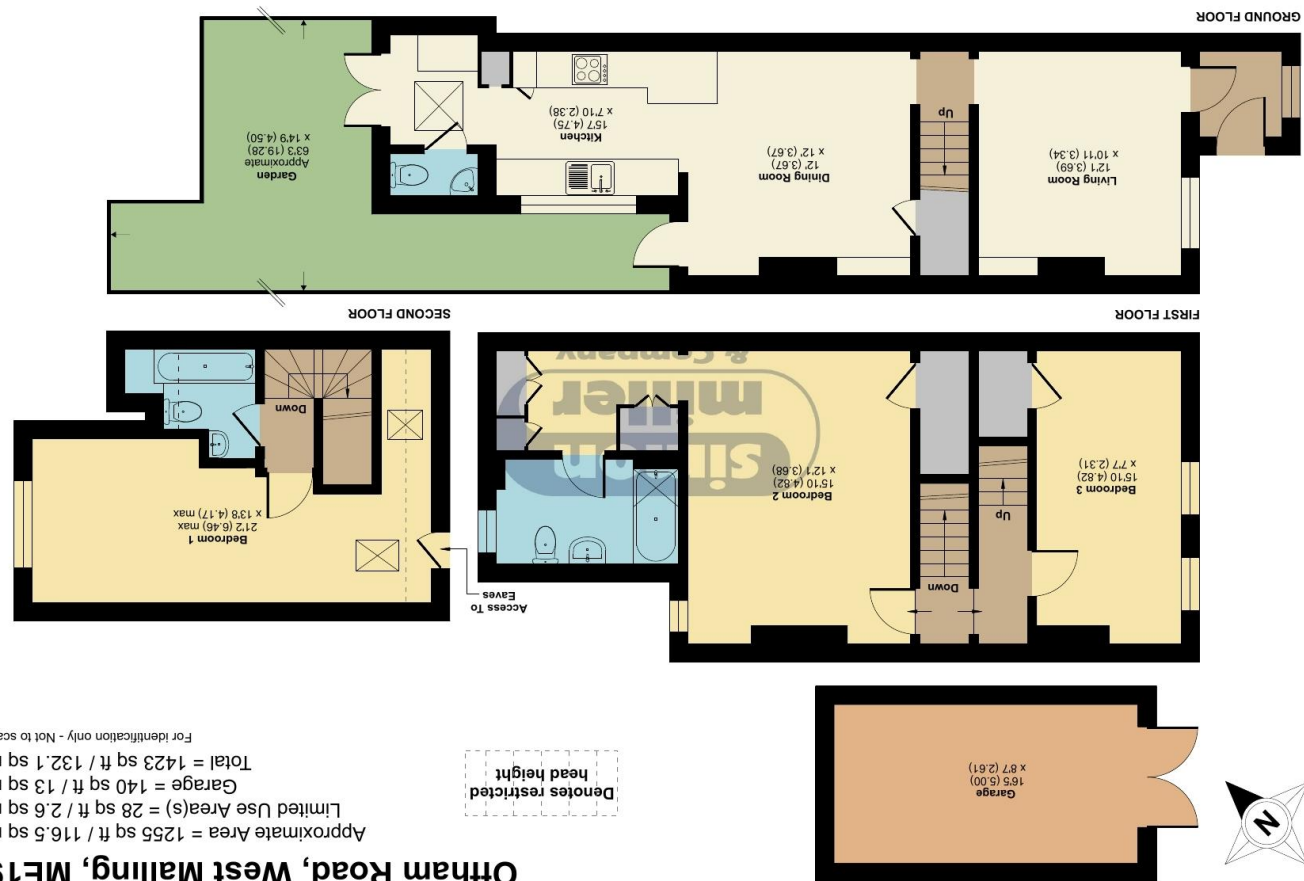 Offham Road, West Malling, ME19
Approximate Area = 1255 sq ft / 116.5 sq
Limited Use Area(s) = 28 sq ft / 2.6 sq
Garage = 140 sq ft / 13 sq
Total = 1423 sq ft / 132.1 sq
For identification only - Not to sca
Denotes restricted
head height
N
Garage
16'5 (5.00)
x 8'7 (2.61)
Access To
Eaves
Bedroom 1
21'2 (6.46) max
x 13'8 (4.17) max
Down
SECOND FLOOR
Down
Up
Bedroom 2
15'10 (4.82)
x 12'1 (3.68)
Bedroom 3
15'10 (4.82)
x 7'7 (2.31)
simon
miller
& Company
FIRST FLOOR
Garden
Approximate
63'3 (19.28)
x 14'9 (4.50)
Kitchen
15'7 (4.75)
x 7'10 (2.38)
Dining Room
12' (3.67)
x 12' (3.67)
Up
Living Room
12'1 (3.69)
x 10'11 (3.34)
GROUND FLOOR